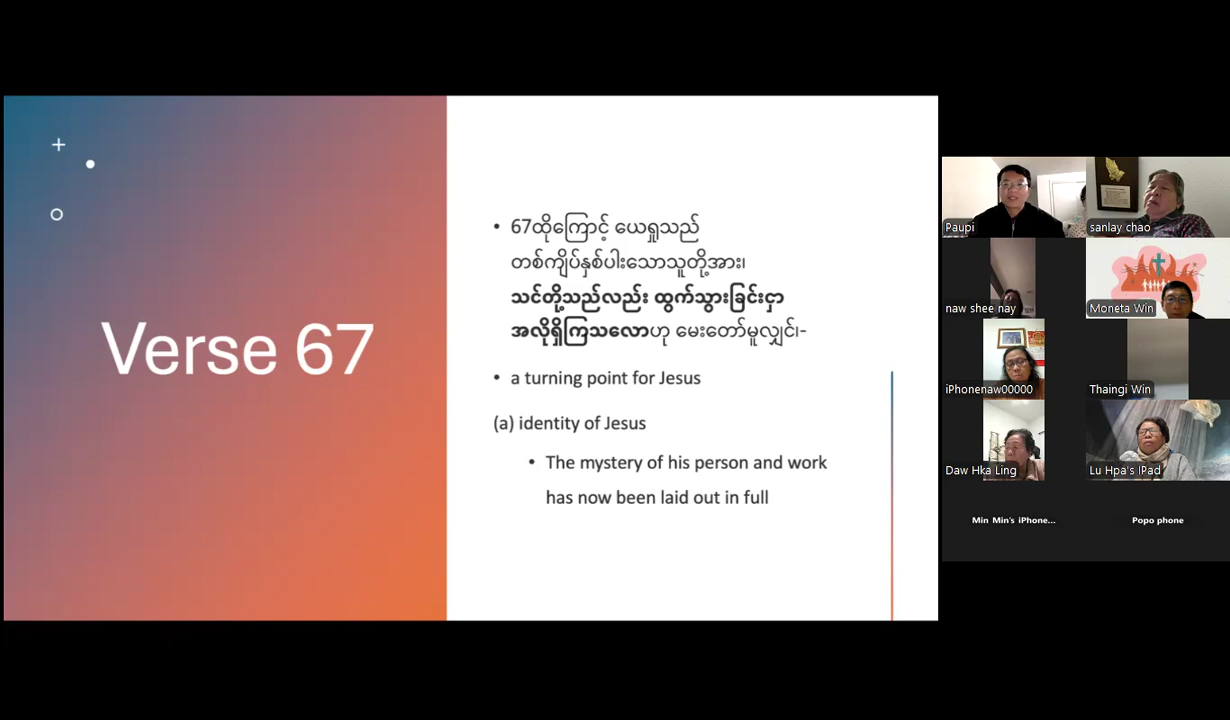 Verse 67
• 67ထို့ကြောင့် ယေရှုသည်
တစ်ကျိပ်နှစ်ပါးသောသူတို့အား၊
သင်တို့သည်လည်း ထွက်သွားခြင်းငှာ
အလိုရှိကြသလောဟု မေးတော်မူလျှင်၊-
• a turning point for Jesus
(a) identity of Jesus
• The mystery of his person and work
has now been laid out in full
Paupi
sanlay chao
naw shee nay
Moneta Win
iPhonenaw00000
Thaingi Win
Daw Hka Ling
Lu Hpa's IPad
Min Min's iPhone...
Popo phone